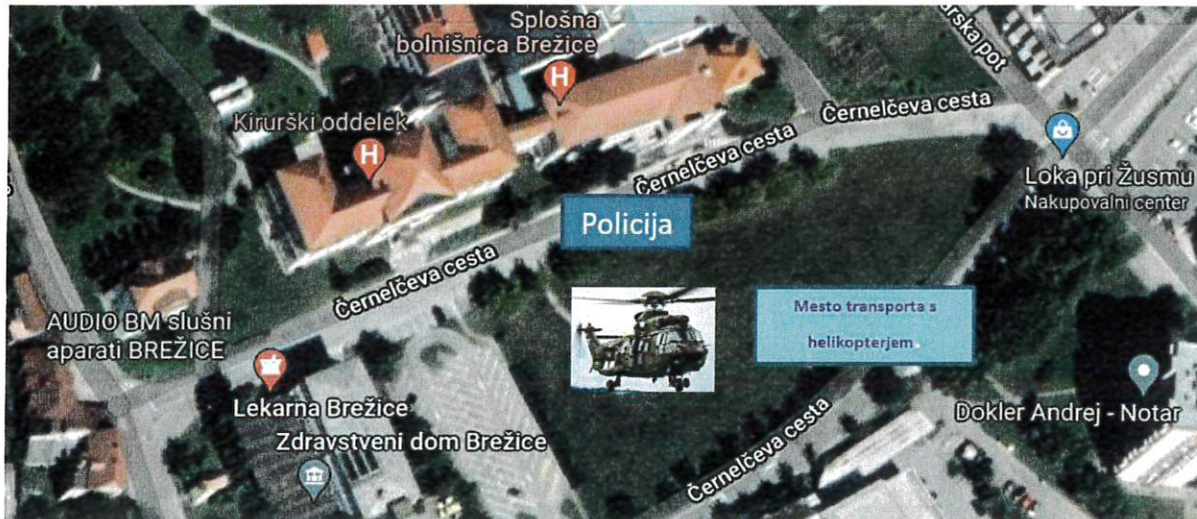 Splošna
bolnišnica Brežice
Kirurški oddelek
Černelčeva cesta
Černelčeva cesta
Loka pri Žusmu
Nakupovalni center
Policija
Černelčeva cesta
Mesto transporta s
helikopterjem.
AUDIO BM slušni
aparati BREŽICE
Lekarna Brežice
Zdravstveni dom Brežice
Dokler Andrej - Notar
Černelčeva cesta